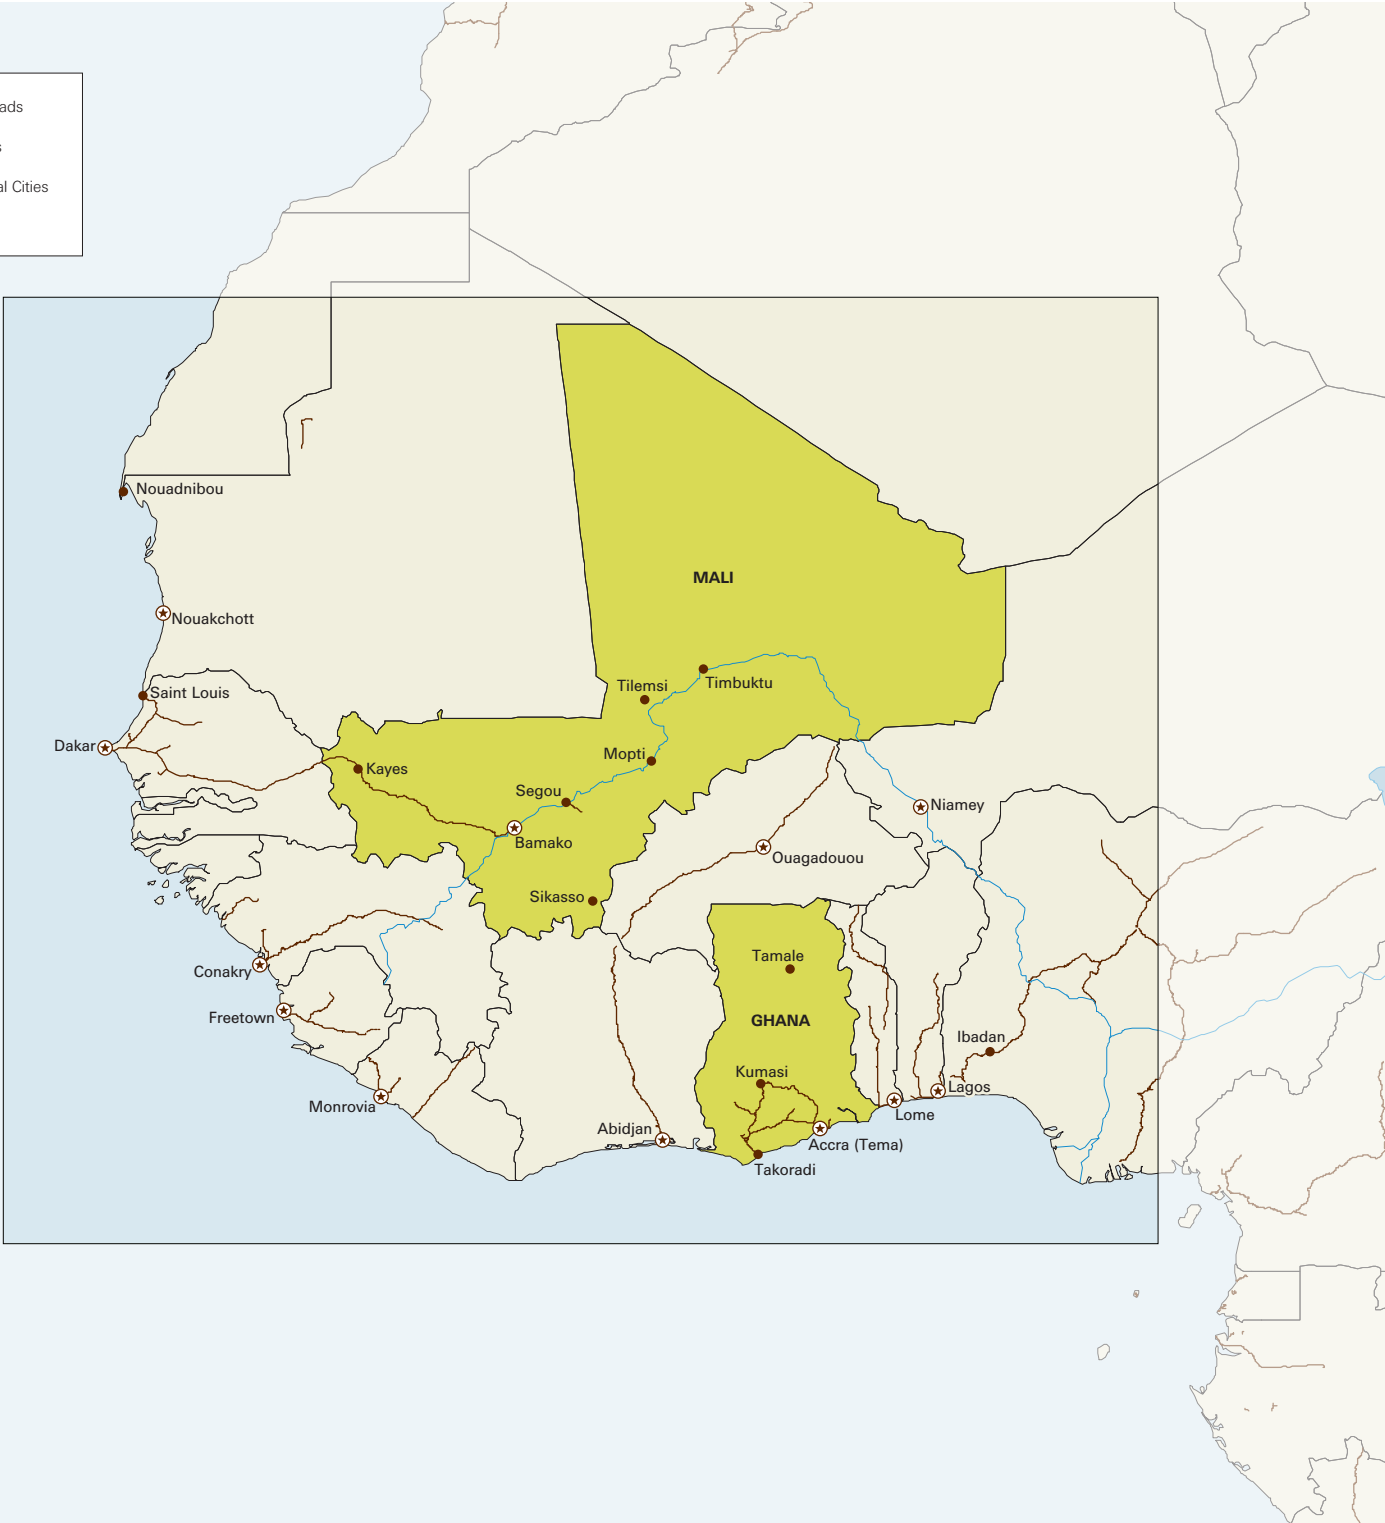 ads
s
al Cities
Nouadnibou
MALI
Nouakchott
Timbuktu
Tilemsi
Saint Louis
Dakar
Mopti
Kayes
Segou
Niamey
Bamako
Ouagadouou
Sikasso
Tamale
Conakry
Freetown
GHANA
Ibadan
Kumasi
Lagos
Monrovia
Lome
Abidjan
Accra (Tema)
Takoradi